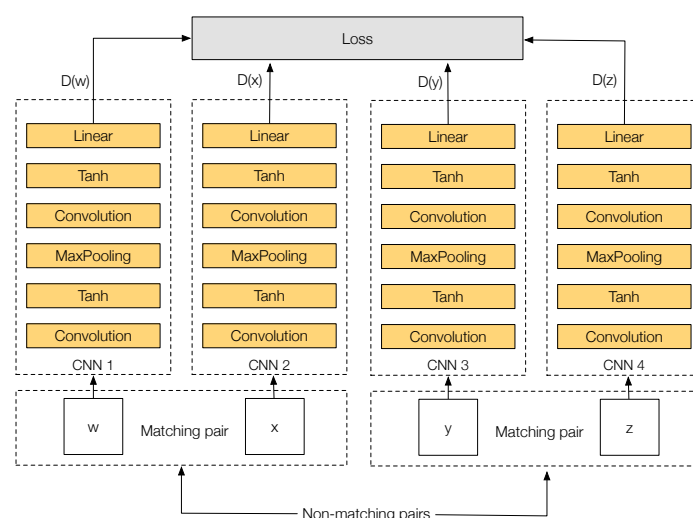 Loss
D(w) D(x) D(y) D(z)
Linear Linear Linear Linear
Tanh Tanh Tanh Tanh
Convolution Convolution Convolution Convolution
MaxPooling MaxPooling MaxPooling MaxPooling
Tanh Tanh Tanh Tanh
Convolution Convolution Convolution Convolution
CNN 1 CNN 2 CNN 3 CNN 4
w Matching pair x y Matching pair z
Non-matching pairs